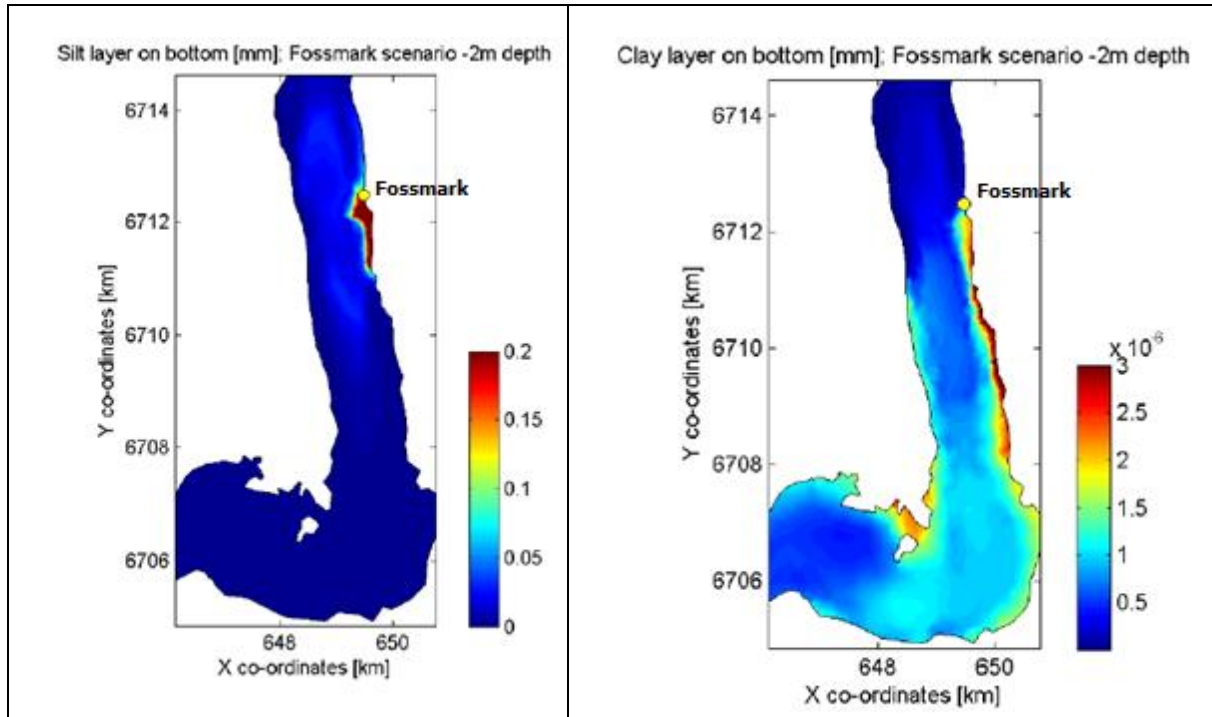 Silt layer on bottom [mm]; Fossmark scenario -2m depth
6714
6712
6710
6708
6706
Y co-ordinates [km]
Fossmark
0.2
0.15
0.1
0.05
0
648
650
X co-ordinates [km]
Clay layer on bottom [mm]; Fossmark scenario -2m depth
6714
6712
6710
6708
6706
Y co-ordinates [km]
Fossmark
x 10⁻⁶
3
2.5
2
1.5
1
0.5
648
650
X co-ordinates [km]